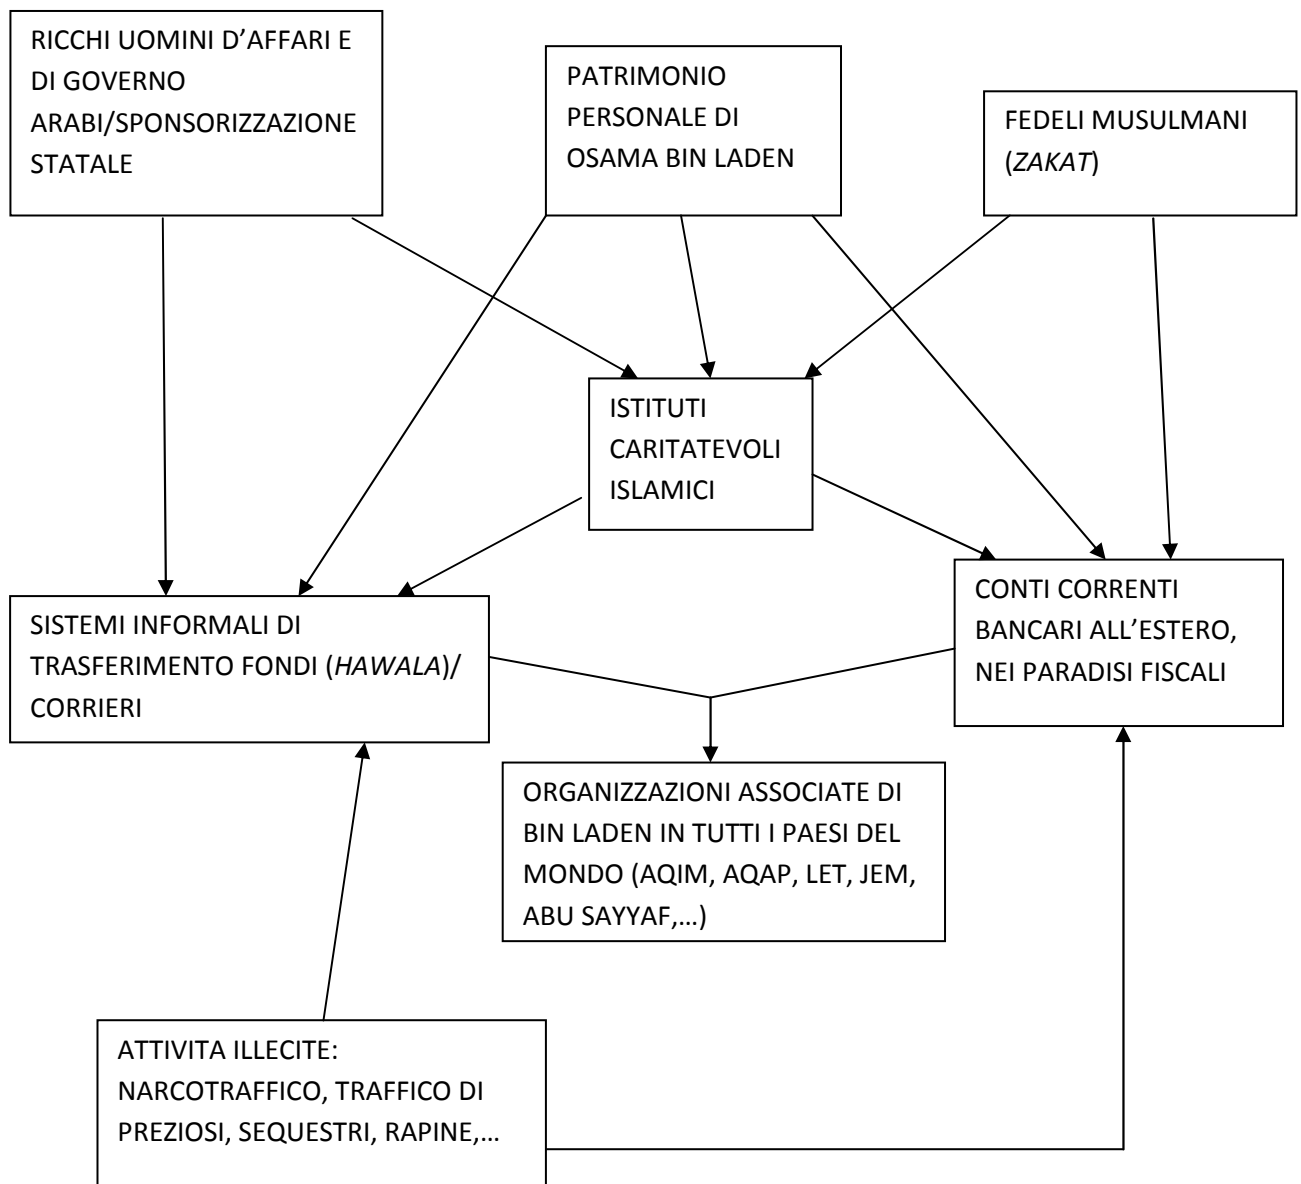 RICCHI UOMINI D’AFFARI E
DI GOVERNO
ARABI/SPONSORIZZAZIONE
STATALE
PATRIMONIO
PERSONALE DI
OSAMA BIN LADEN
FEDELI MUSULMANI
(ZAKAT)
ISTITUTI
CARITATEVOLI
ISLAMICI
SISTEMI INFORMALI DI
TRASFERIMENTO FONDI (HAWALA)/
CORRIERI
CONTI CORRENTI
BANCARI ALL’ESTERO,
NEI PARADISI FISCALI
ORGANIZZAZIONI ASSOCIATE DI
BIN LADEN IN TUTTI I PAESI DEL
MONDO (AQIM, AQAP, LET, JEM,
ABU SAYYAF,…)
ATTIVITA ILLECITE:
NARCOTRAFFICO, TRAFFICO DI
PREZIOSI, SEQUESTRI, RAPINE,…